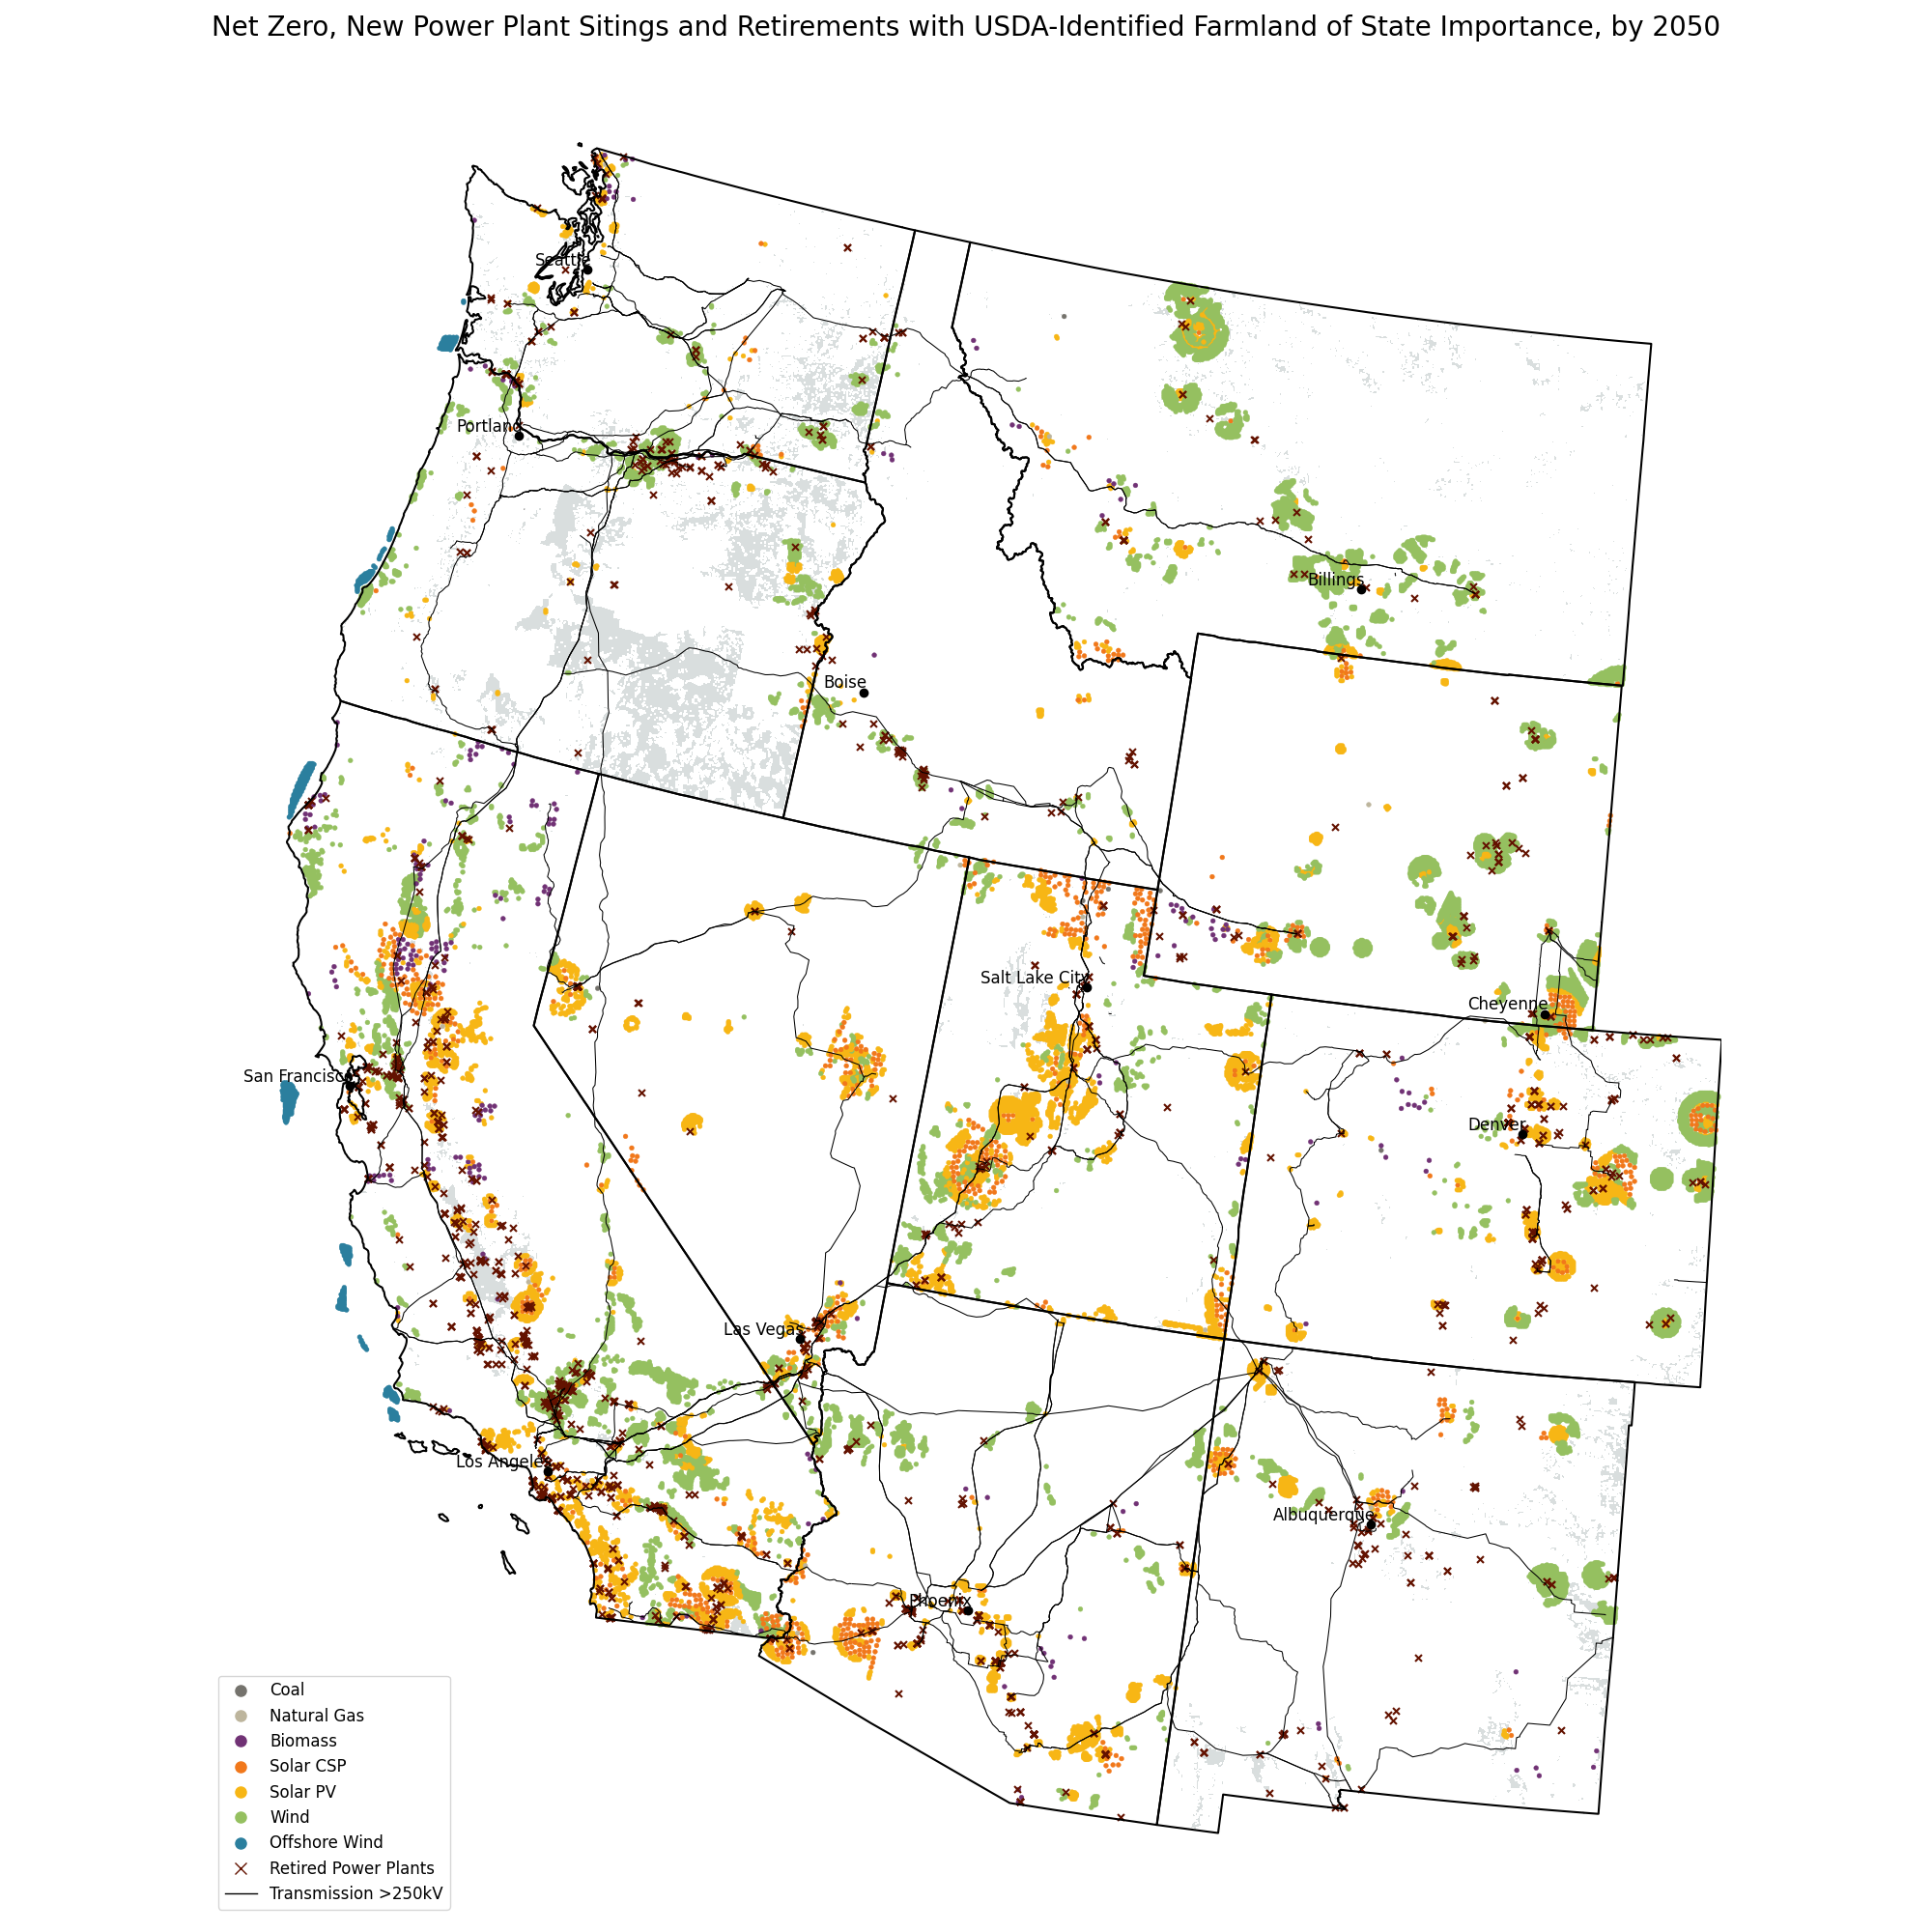 Net Zero, New Power Plant Sitings and Retirements with USDA-Identified Farmland of State Importance, by 2050
Seattle
Portland
Billings
Boise
Salt Lake City
Cheyenne
San Francisco
Denver
Las Vegas
Los Angeles
Albuquerque
Phoenix
Coal
Natural Gas
Biomass
Solar CSP
Solar PV
Wind
Offshore Wind
Retired Power Plants
Transmission >250kV